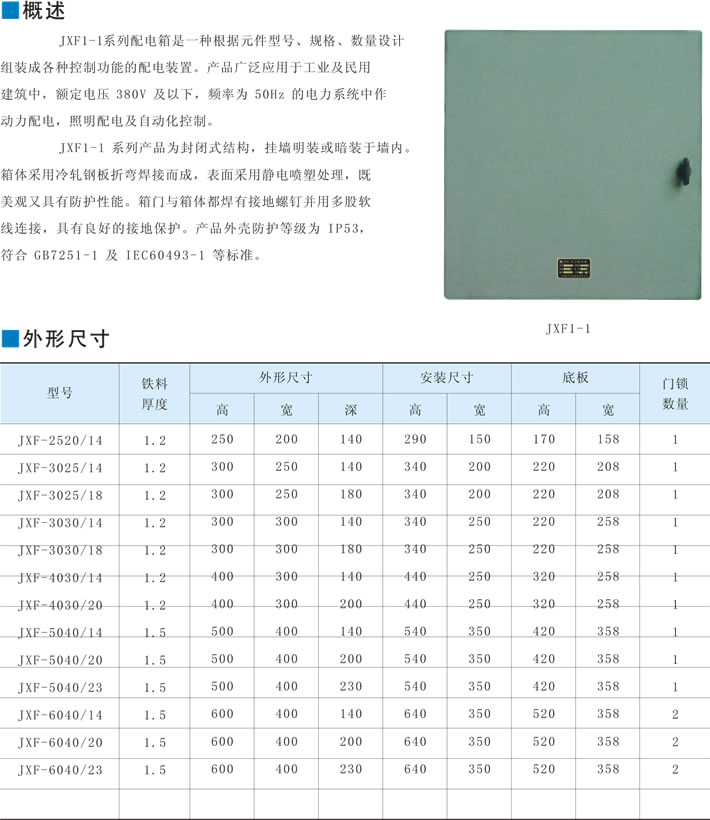 概述
JXF1-1系列配电箱是一种根据元件型号、规格、数量设计
组装成各种控制功能的配电装置。产品广泛应用于工业及民用
建筑中，额定电压 380V 及以下，频率为 50Hz 的电力系统中作
动力配电，照明配电及自动化控制。
JXF1-1 系列产品为封闭式结构，挂墙明装或暗装于墙内。
箱体采用冷轧钢板折弯焊接而成，表面采用静电喷塑处理，既
美观又具有防护性能。箱门与箱体都焊有接地螺钉并用多股软
线连接，具有良好的接地保护。产品外壳防护等级为 IP53，
符合 GB7251-1 及 IEC60493-1 等标准。
JXF1-1
外形尺寸
型号 铁料厚度 外形尺寸 安装尺寸 底板 门锁数量
高 宽 深 高 宽 高 宽
JXF-2520/14 1.2 250 200 140 290 150 170 158 1
JXF-3025/14 1.2 300 250 140 340 200 220 208 1
JXF-3025/18 1.2 300 250 180 340 200 220 208 1
JXF-3030/14 1.2 300 300 140 340 250 220 258 1
JXF-3030/18 1.2 300 300 180 340 250 220 258 1
JXF-4030/14 1.2 400 300 140 440 250 320 258 1
JXF-4030/20 1.2 400 300 200 440 250 320 258 1
JXF-5040/14 1.5 500 400 140 540 350 420 358 1
JXF-5040/20 1.5 500 400 200 540 350 420 358 1
JXF-5040/23 1.5 500 400 230 540 350 420 358 1
JXF-6040/14 1.5 600 400 140 640 350 520 358 2
JXF-6040/20 1.5 600 400 200 640 350 520 358 2
JXF-6040/23 1.5 600 400 230 640 350 520 358 2